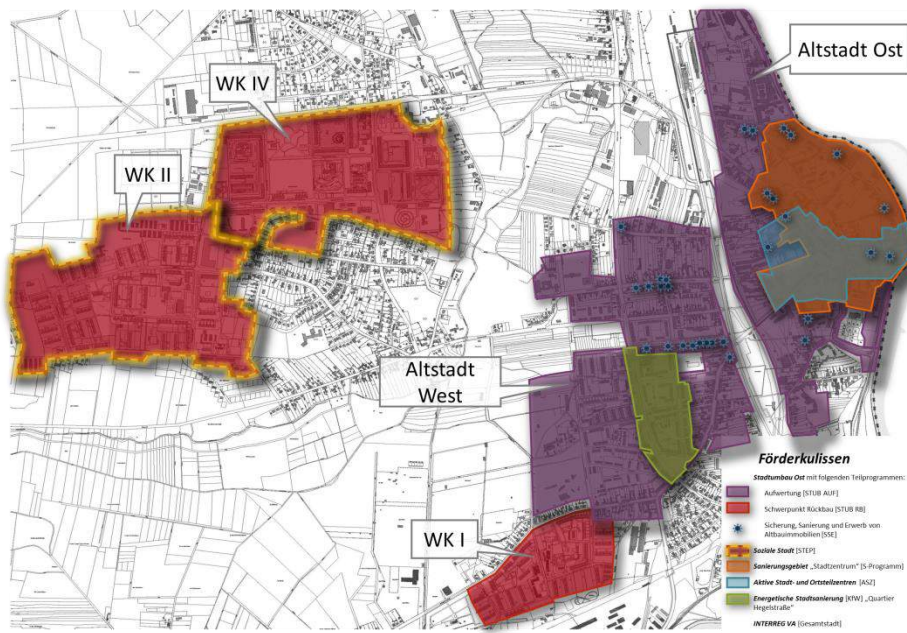 Altstadt Ost
WK IV
WK II
Altstadt
West
WK I
Förderkulissen
Stadtumbau Ost mit folgenden Teilprogrammen:
Aufwertung [STUB AUF]
Schwerpunkt Rückbau [STUB RB]
Sicherung, Sanierung und Erwerb von
Altbauimmobilien [SSE]
Soziale Stadt [STEP]
Sanierungsgebiet „Stadtzentrum" [S-Programm]
Aktive Stadt- und Ortsteilzentren [ASZ]
Energetische Stadtsanierung [KfW] „Quartier
Hegelstraße"
INTERREG VA [Gesamtstadt]